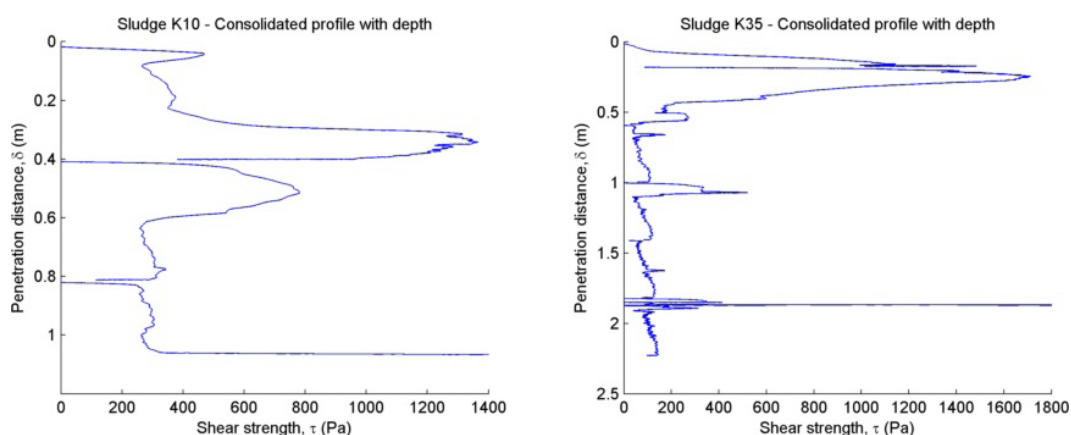 Sludge K10 - Consolidated profile with depth
Penetration distance, δ (m)
0
0.2
0.4
0.6
0.8
1
0 200 400 600 800 1000 1200 1400
Shear strength, τ (Pa)
Sludge K35 - Consolidated profile with depth
Penetration distance, δ (m)
0
0.5
1
1.5
2
2.5
0 200 400 600 800 1000 1200 1400 1600 1800
Shear strength, τ (Pa)